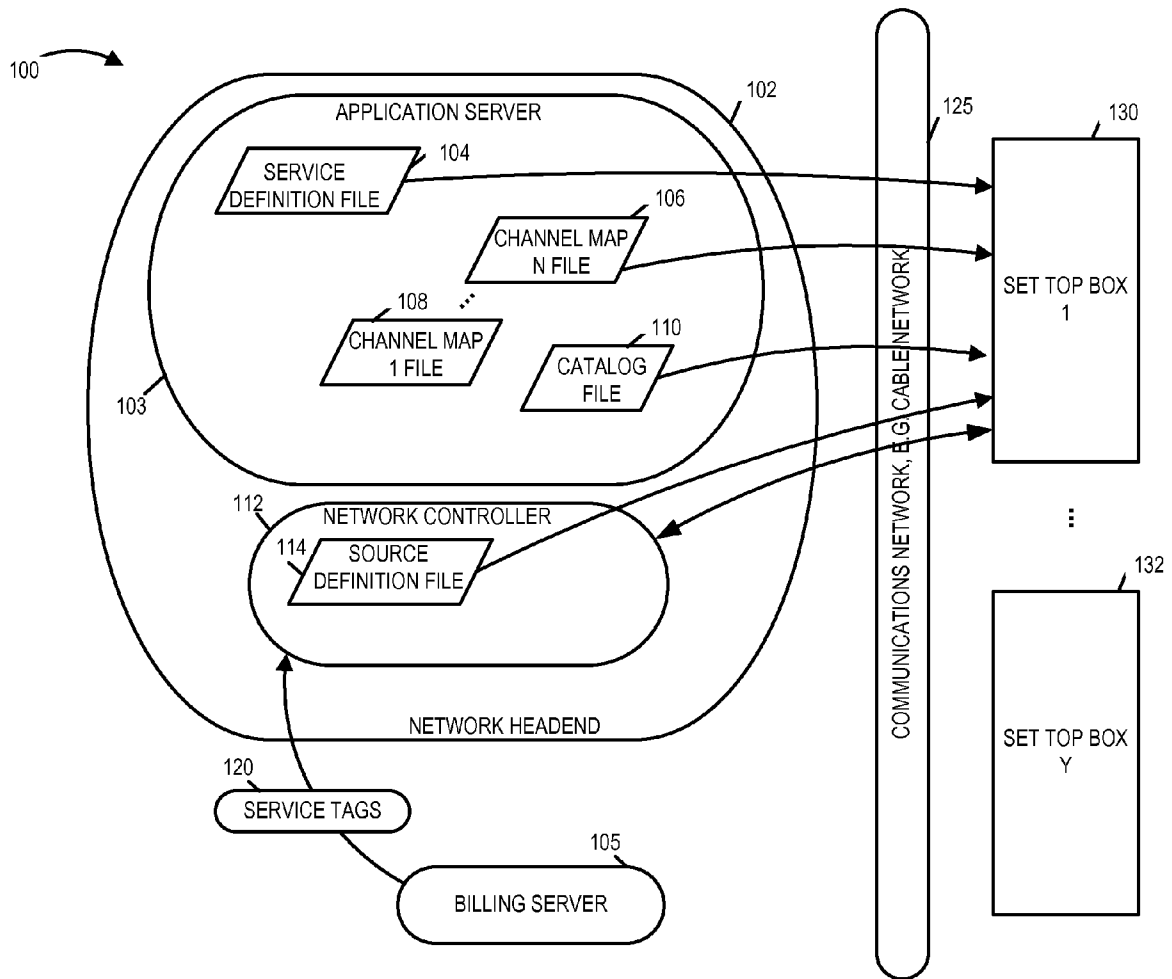 100
APPLICATION SERVER
102
SERVICE
DEFINITION FILE
104
CHANNEL MAP
N FILE
106
...
CHANNEL MAP
1 FILE
108
CATALOG
FILE
110
103
112
NETWORK CONTROLLER
114
SOURCE
DEFINITION FILE
NETWORK HEADEND
120
SERVICE TAGS
105
BILLING SERVER
125
COMMUNICATIONS NETWORK, E.G. CABLE NETWORK
130
SET TOP BOX
1
...
132
SET TOP BOX
Y